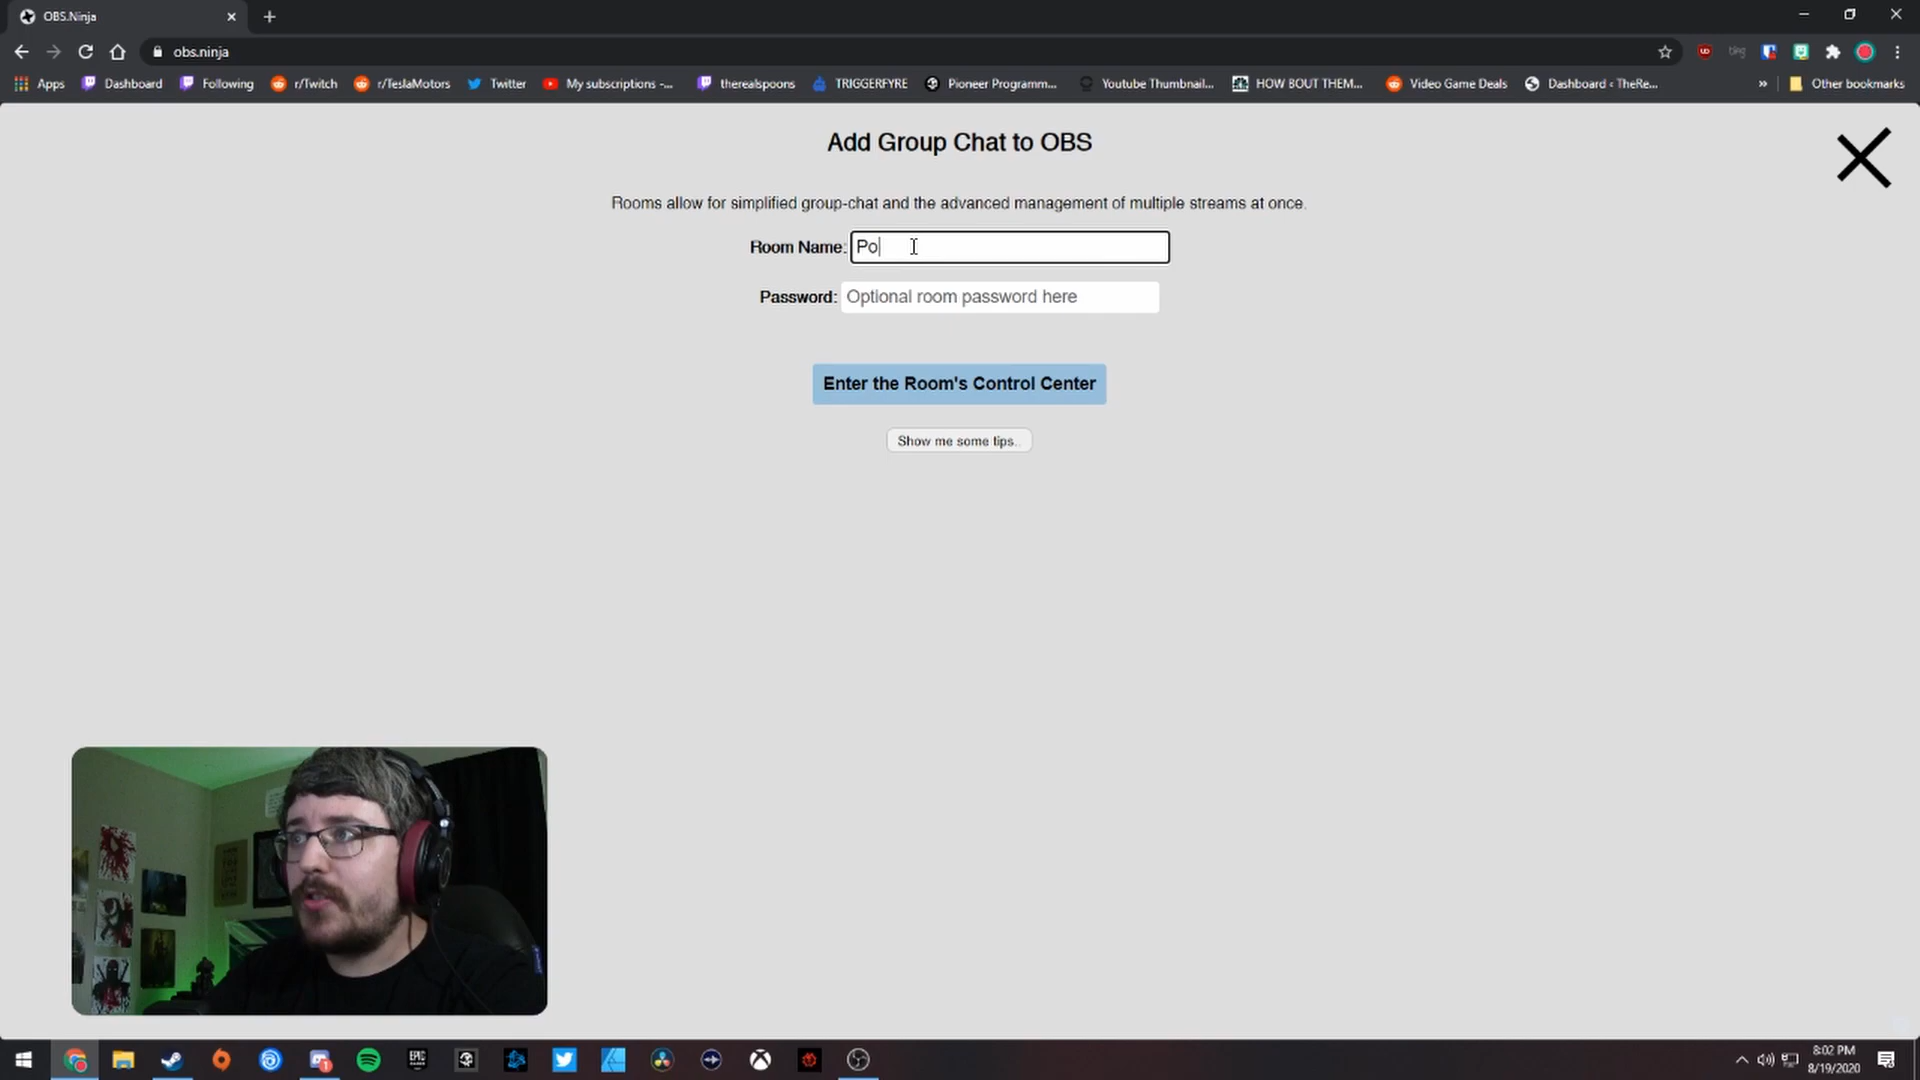 OBS.Ninja
obs.ninja
Apps
Dashboard
Following
r/Twitch
r/TeslaMotors
Twitter
My subscriptions -...
therealspoons
TRIGGERFYRE
Pioneer Programm...
Youtube Thumbnail...
HOW BOUT THEM...
Video Game Deals
Dashboard ‹ TheRe...
»
Other bookmarks
Add Group Chat to OBS
Rooms allow for simplified group-chat and the advanced management of multiple streams at once.
Room Name: Po
Password: Optional room password here
Enter the Room's Control Center
Show me some tips..
EPIC
8:02 PM
8/19/2020